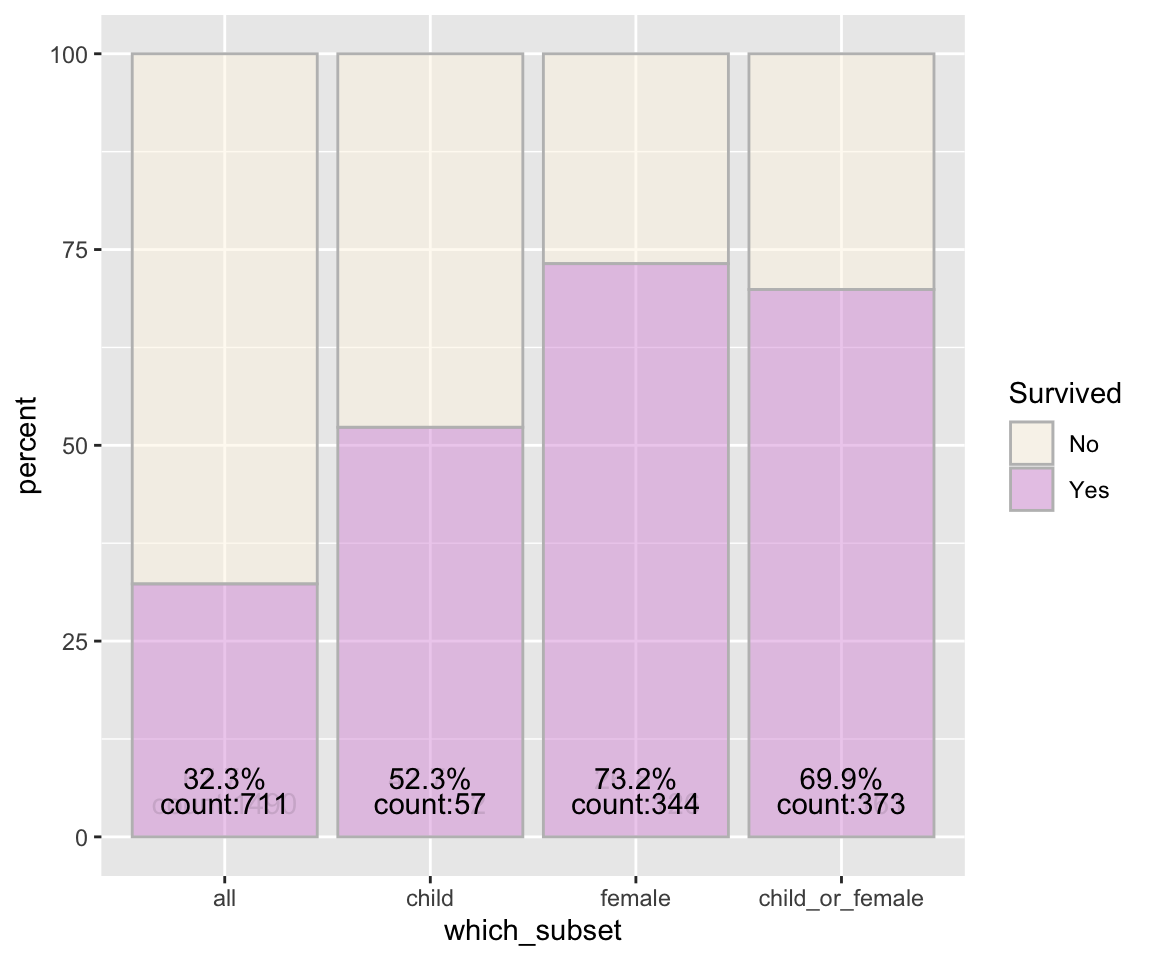 100
75
50
25
0
percent
32.3%
count:711
52.3%
count:57
73.2%
count:344
69.9%
count:373
all
child
female
child_or_female
which_subset
Survived
No
Yes